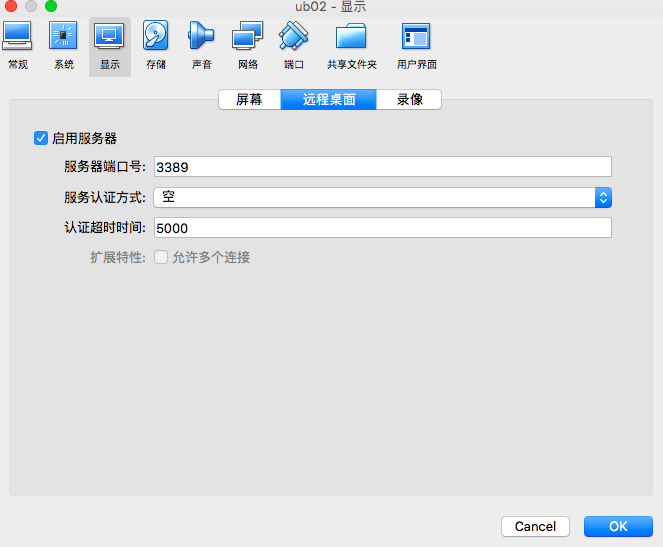 ub02 - 显示
常规 系统 显示 存储 声音 网络 端口 共享文件夹 用户界面
屏幕 远程桌面 录像
启用服务器
服务器端口号: 3389
服务认证方式: 空
认证超时时间: 5000
扩展特性: 允许多个连接
Cancel OK